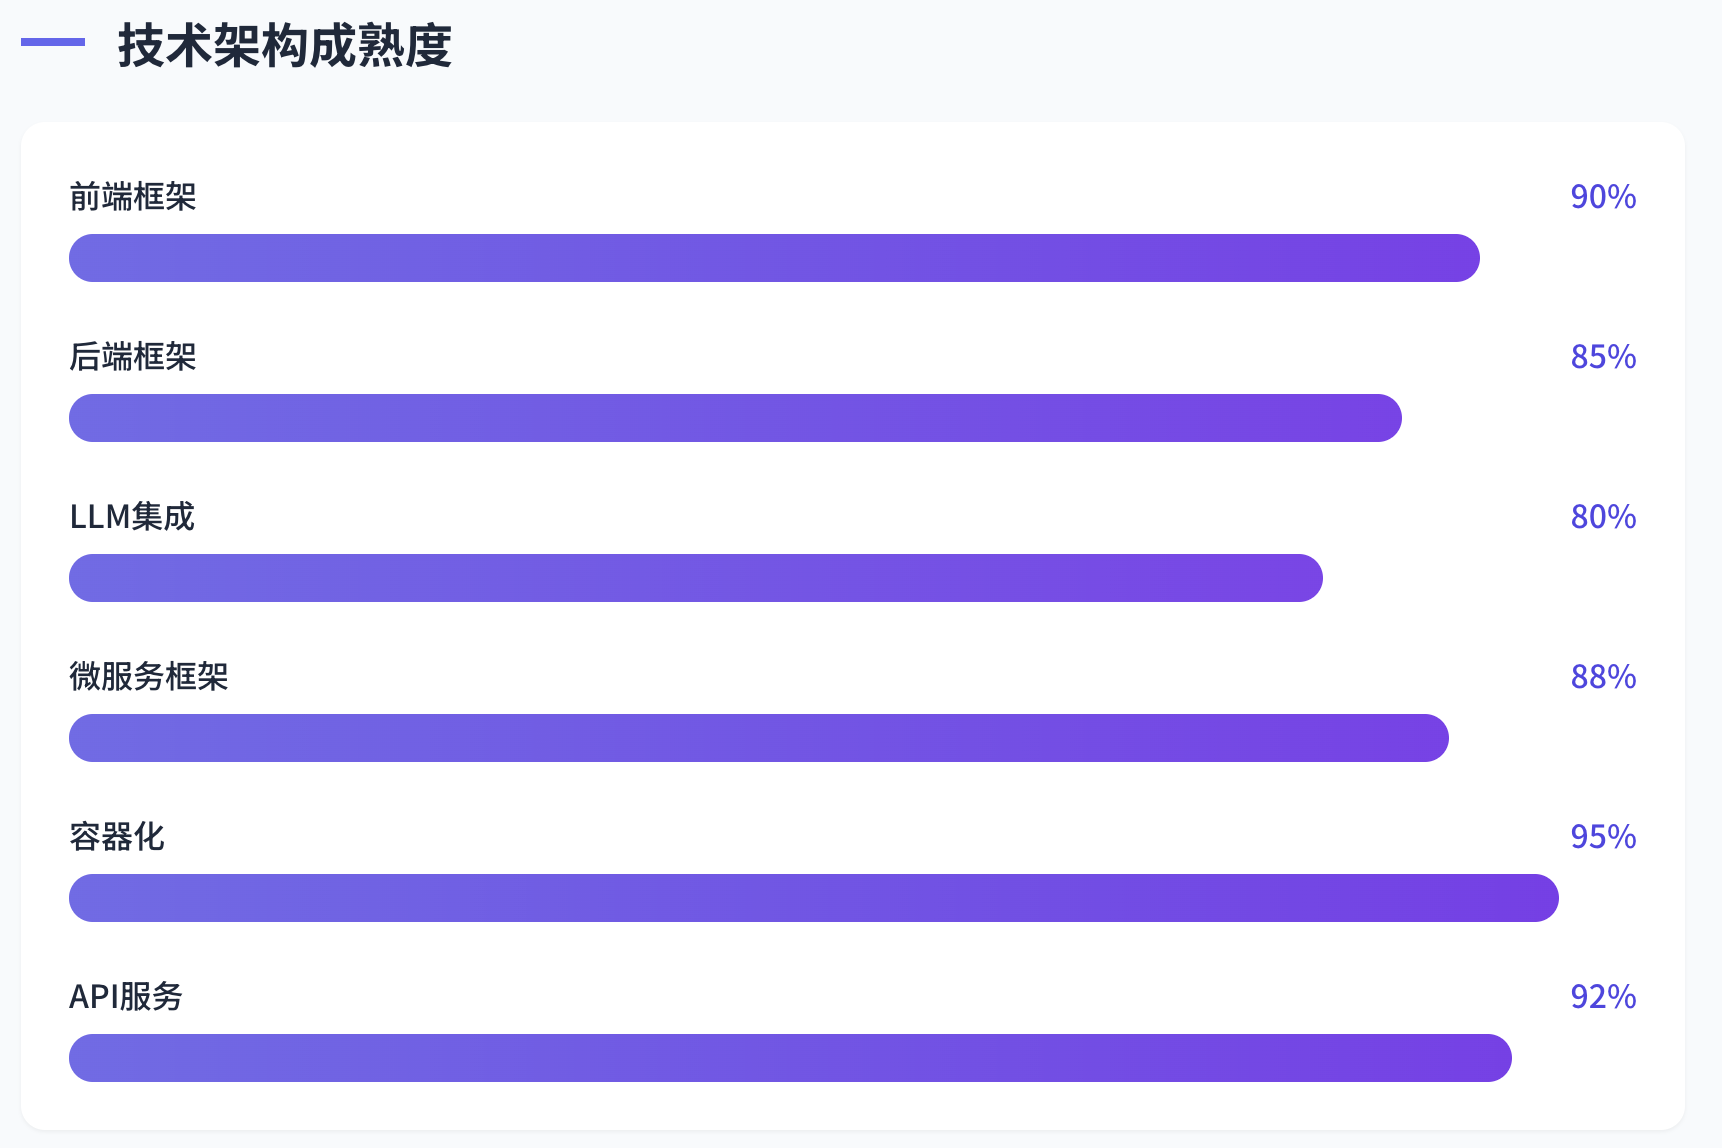 技术架构成熟度
前端框架 90%
后端框架 85%
LLM集成 80%
微服务框架 88%
容器化 95%
API服务 92%